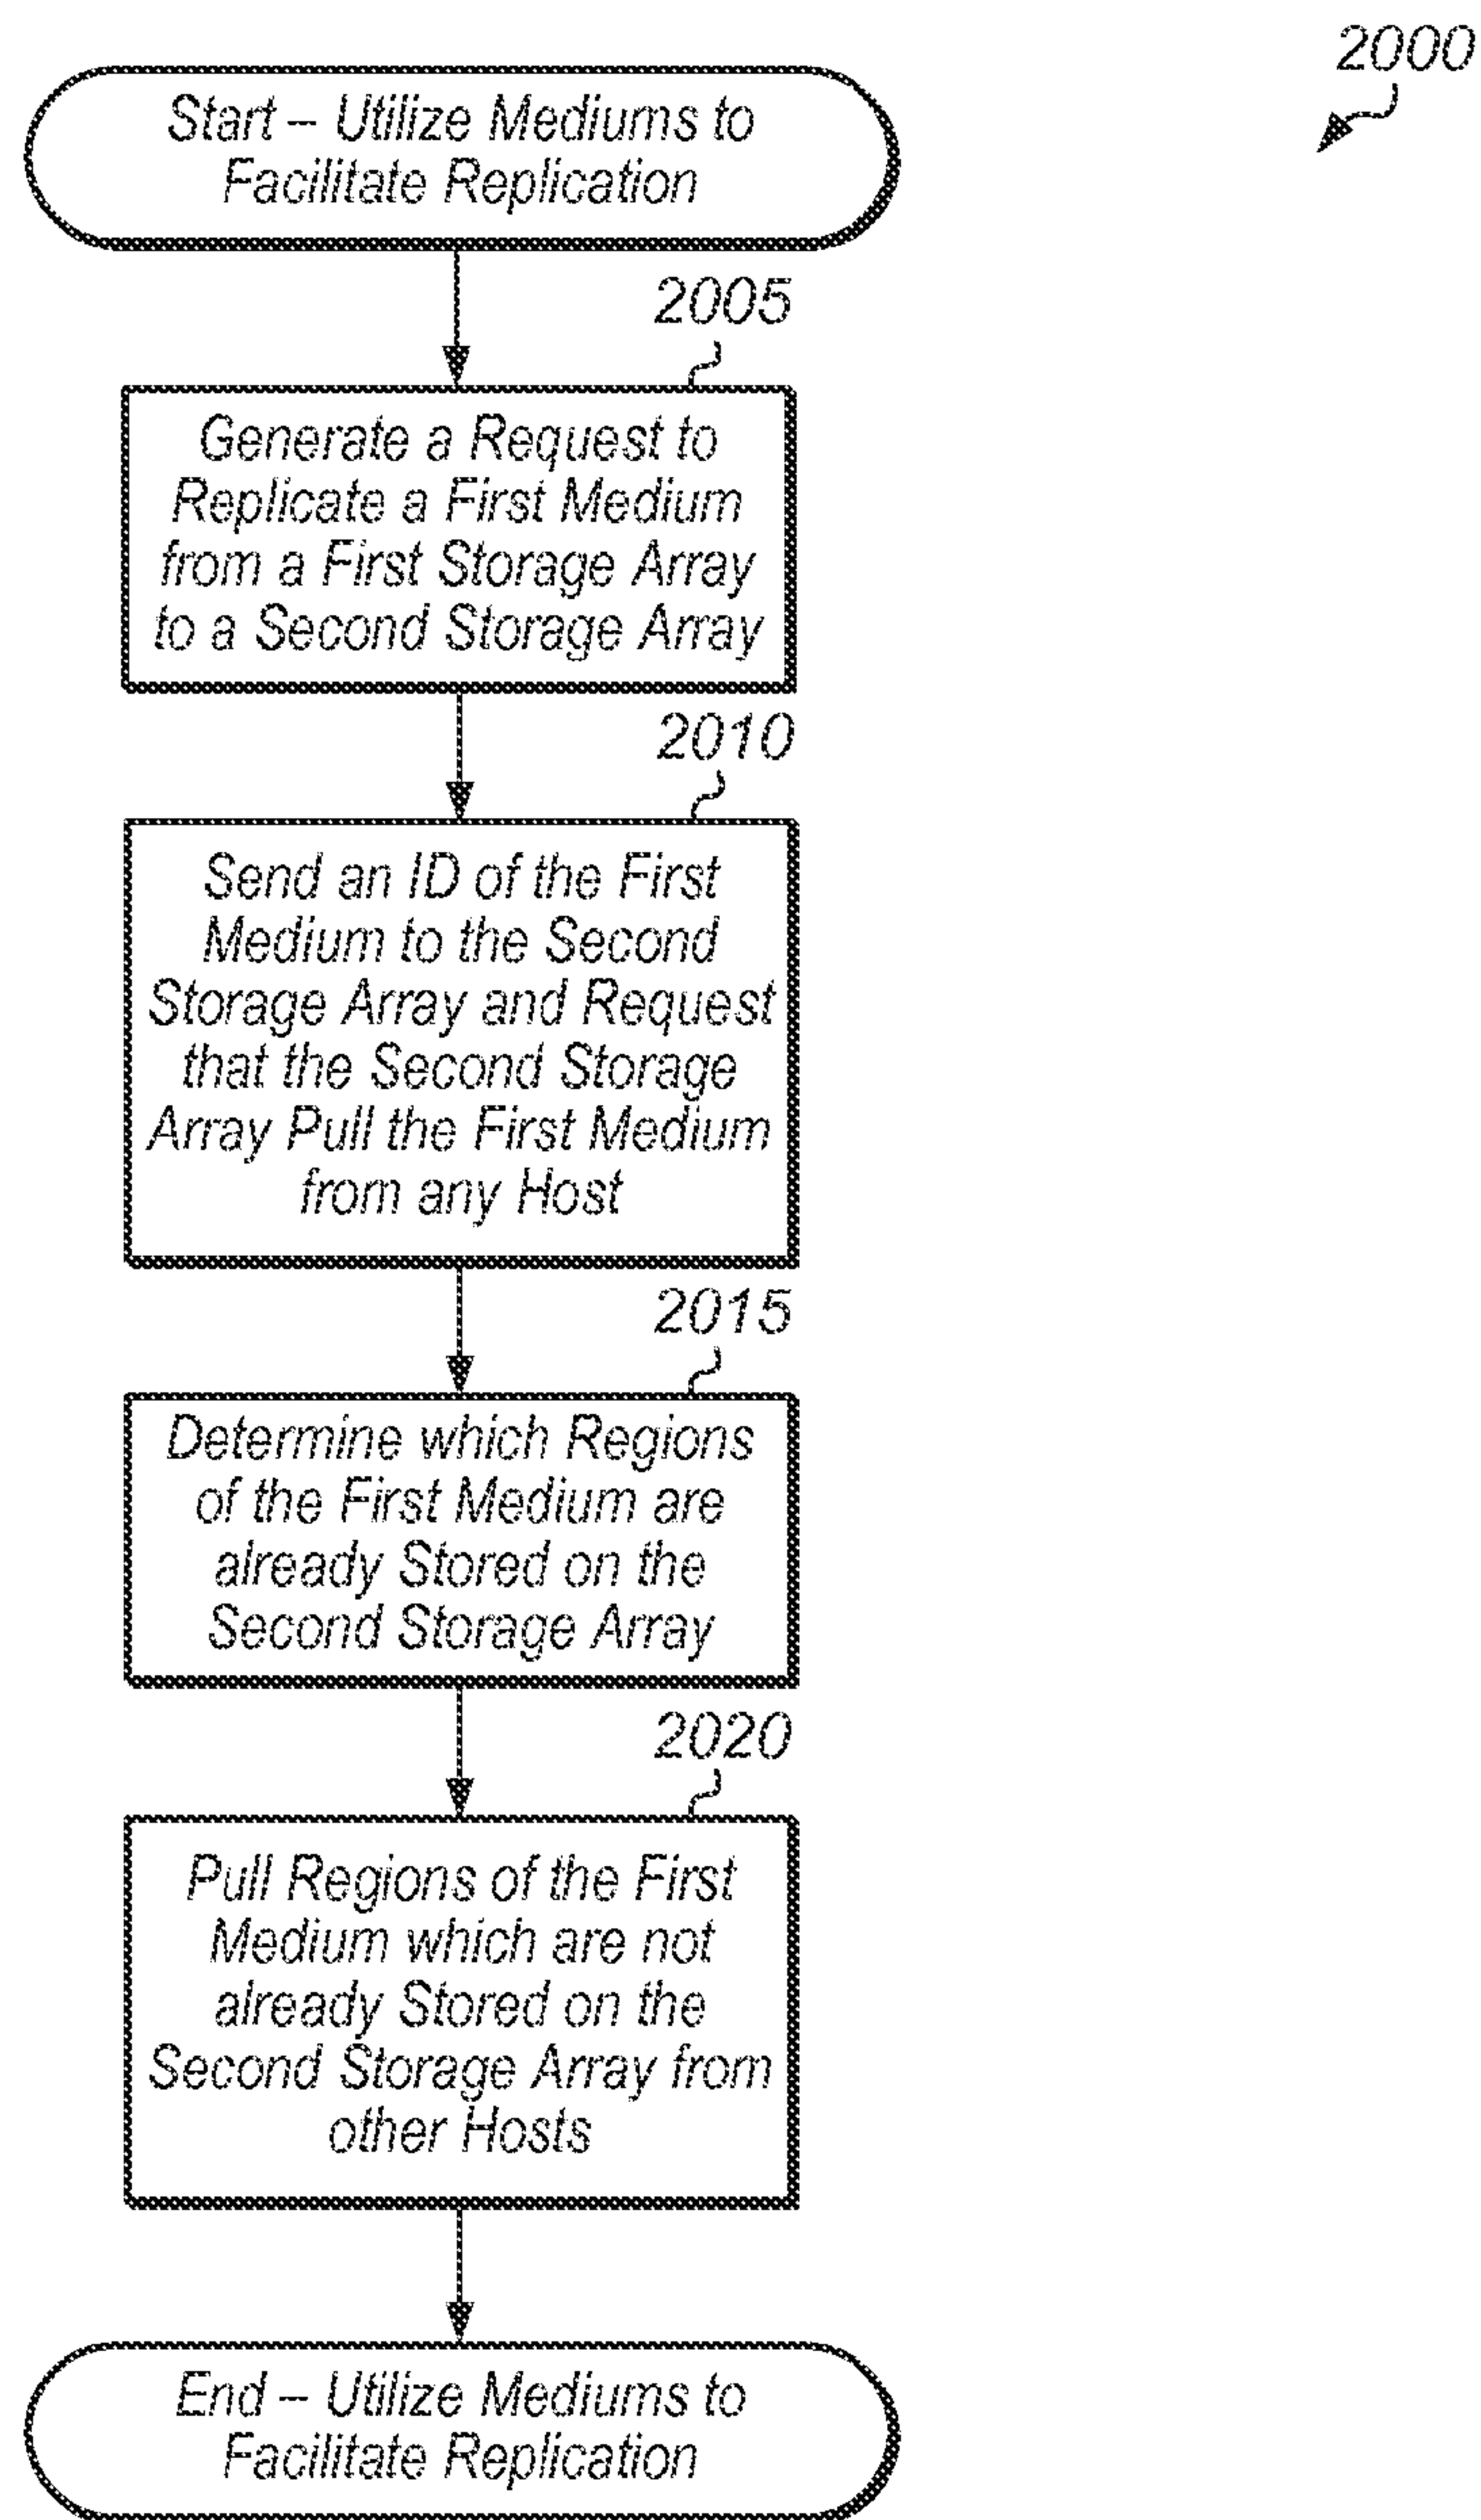 2000
Start – Utilize Mediums to
Facilitate Replication
2005
Generate a Request to
Replicate a First Medium
from a First Storage Array
to a Second Storage Array
2010
Send an ID of the First
Medium to the Second
Storage Array and Request
that the Second Storage
Array Pull the First Medium
from any Host
2015
Determine which Regions
of the First Medium are
already Stored on the
Second Storage Array
2020
Pull Regions of the First
Medium which are not
already Stored on the
Second Storage Array from
other Hosts
End – Utilize Mediums to
Facilitate Replication